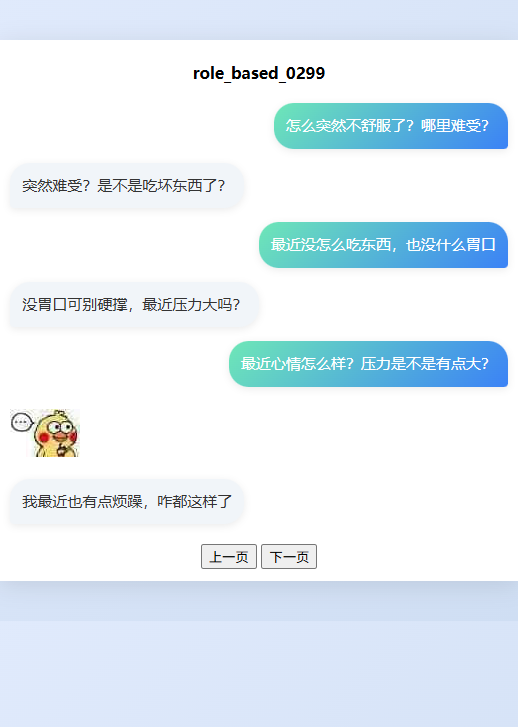 role_based_0299
怎么突然不舒服了？哪里难受？
突然难受？是不是吃坏东西了？
最近没怎么吃东西，也没什么胃口
没胃口可别硬撑，最近压力大吗？
最近心情怎么样？压力是不是有点大？
我最近也有点烦躁，咋都这样了
上一页 下一页